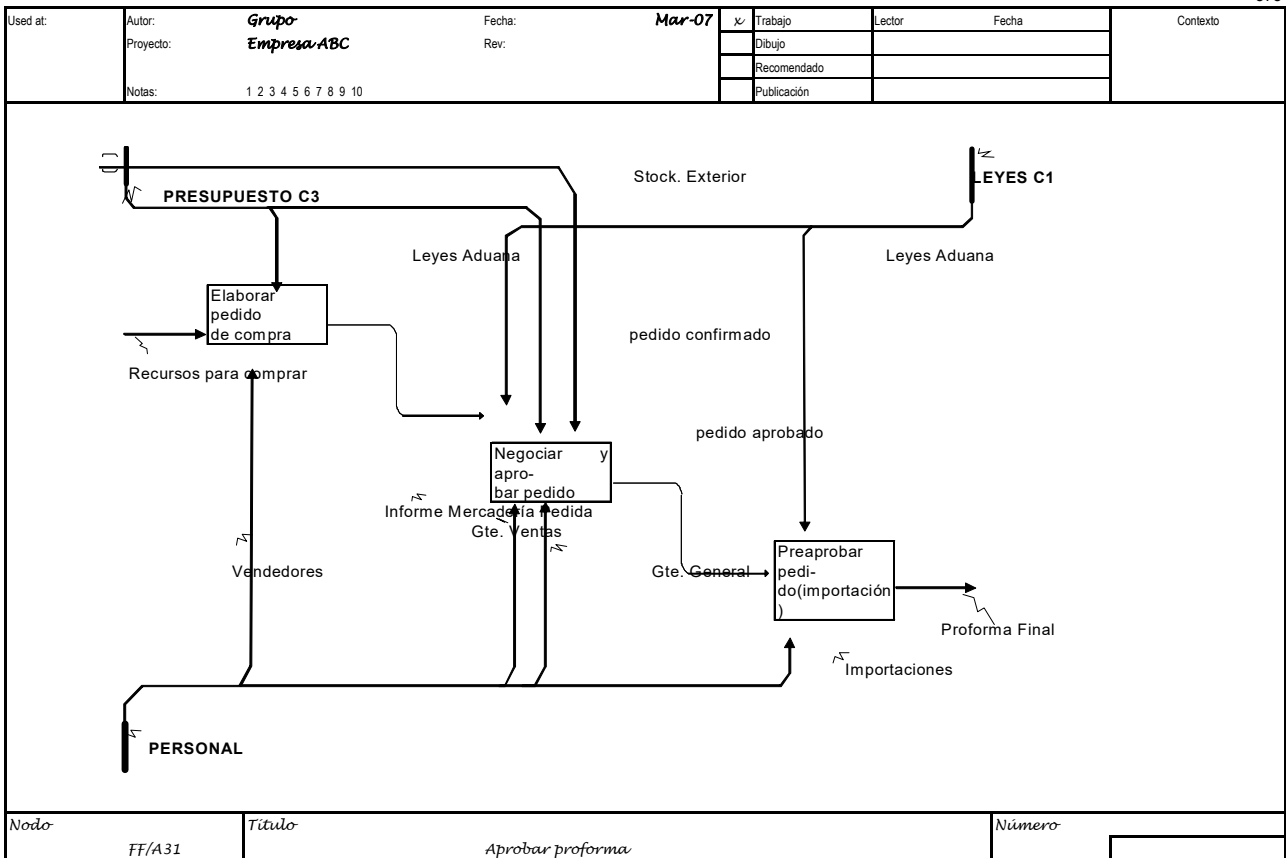 Used at:
Autor:
Grupo
Fecha:
Mar-07
x
Trabajo
Lector
Fecha
Contexto
Proyecto:
Empresa ABC
Rev:
Dibujo
Recomendado
Notas:
1 2 3 4 5 6 7 8 9 10
Publicación
Stock. Exterior
LEYES C1
PRESUPUESTO C3
Leyes Aduana
Leyes Aduana
Elaborar
pedido
de compra
pedido confirmado
Recursos para comprar
pedido aprobado
Negociar y
apro-
bar pedido
Informe Mercadería Pedida
Gte. Ventas
Vendedores
Gte. General
Preaprobar
pedi-
do(importación
)
Proforma Final
Importaciones
PERSONAL
Nodo
Título
Número
FF/A31
Aprobar proforma